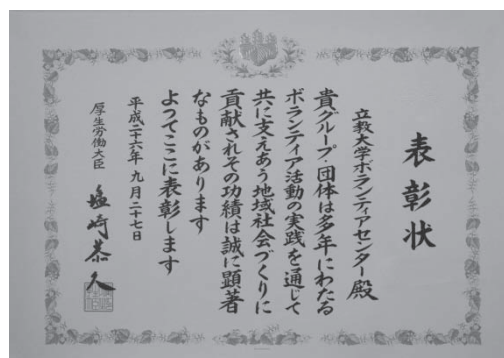 表彰状
立教大学ボランティアセンター殿
貴グループ・団体は多年にわたる
ボランティア活動の実践を通じて
共に支えあう地域社会づくりに
貢献されその功績は誠に顕著
なものがあります
よってここに表彰します
平成二十六年九月二十七日
厚生労働大臣 塩崎恭久